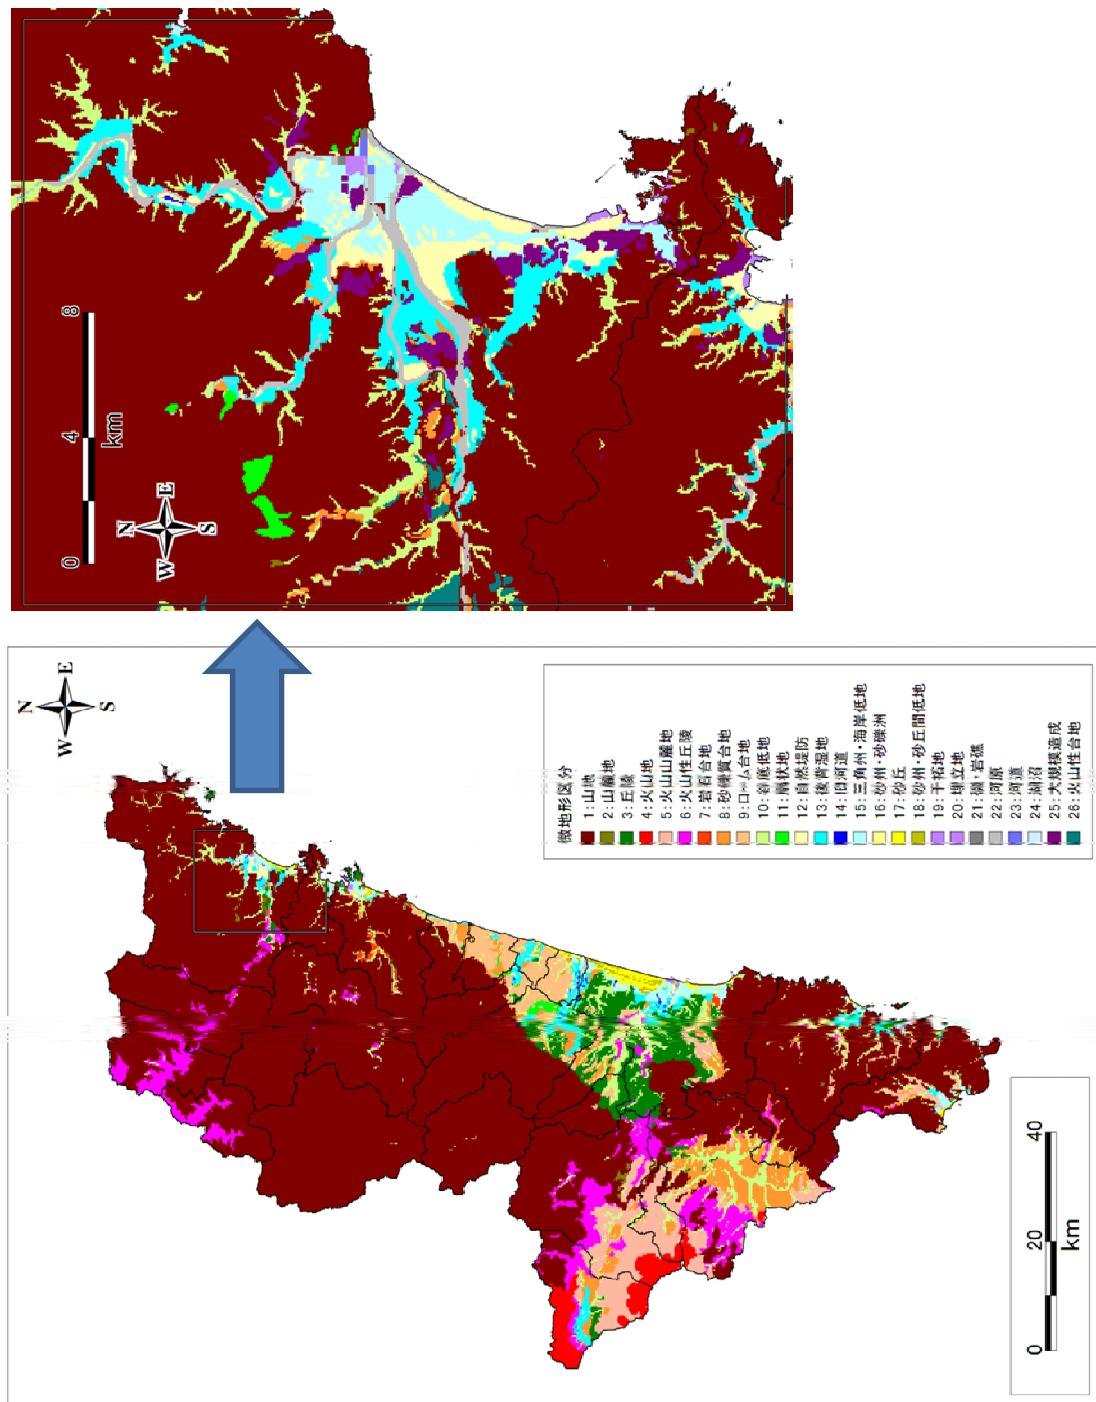 0
4
8
km
N
E
S
W
N
E
S
W
微地形区分
1:山地
2:山麓地
3:丘陵
4:火山地
5:火山山麓地
6:火山性丘陵
7:岩石台地
8:砂礫質台地
9:ローム台地
10:谷底低地
11:扇状地
12:自然堤防
13:後背湿地
14:旧河道
15:三角州・海岸低地
16:砂州・砂礫洲
17:砂丘
18:砂州・砂丘間低地
19:干拓地
20:埋立地
21:磯・岩礁
22:河原
23:河道
24:湖沼
25:大規模造成
26:火山性台地
0
20
40
km